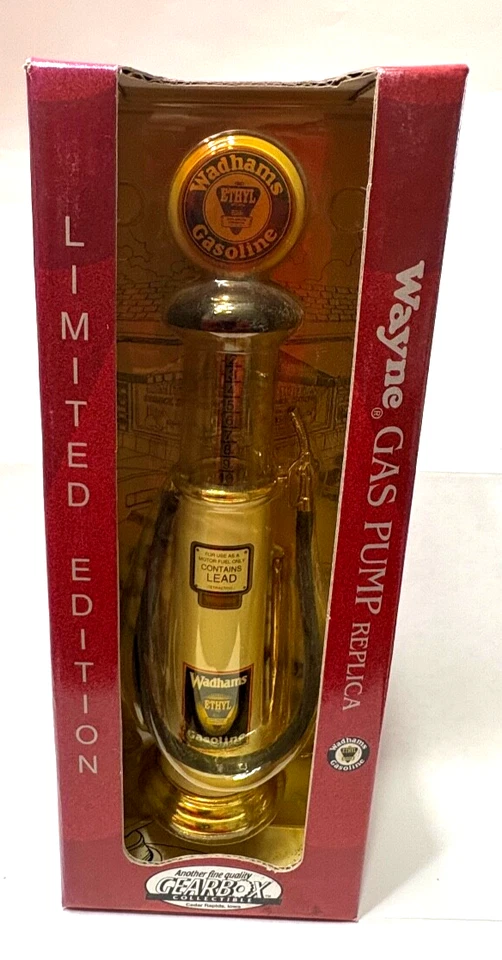 LIMITED EDITION
Wadhams
ETHYL
Gasoline
FOR USE AS A
MOTOR FUEL ONLY
CONTAINS
LEAD
Wadhams
ETHYL
Gasoline
Wayne® GAS PUMP REPLICA
Wadhams
Gasoline
Another fine quality
GEARBOX
COLLECTIBLE
Cedar Rapids, Iowa